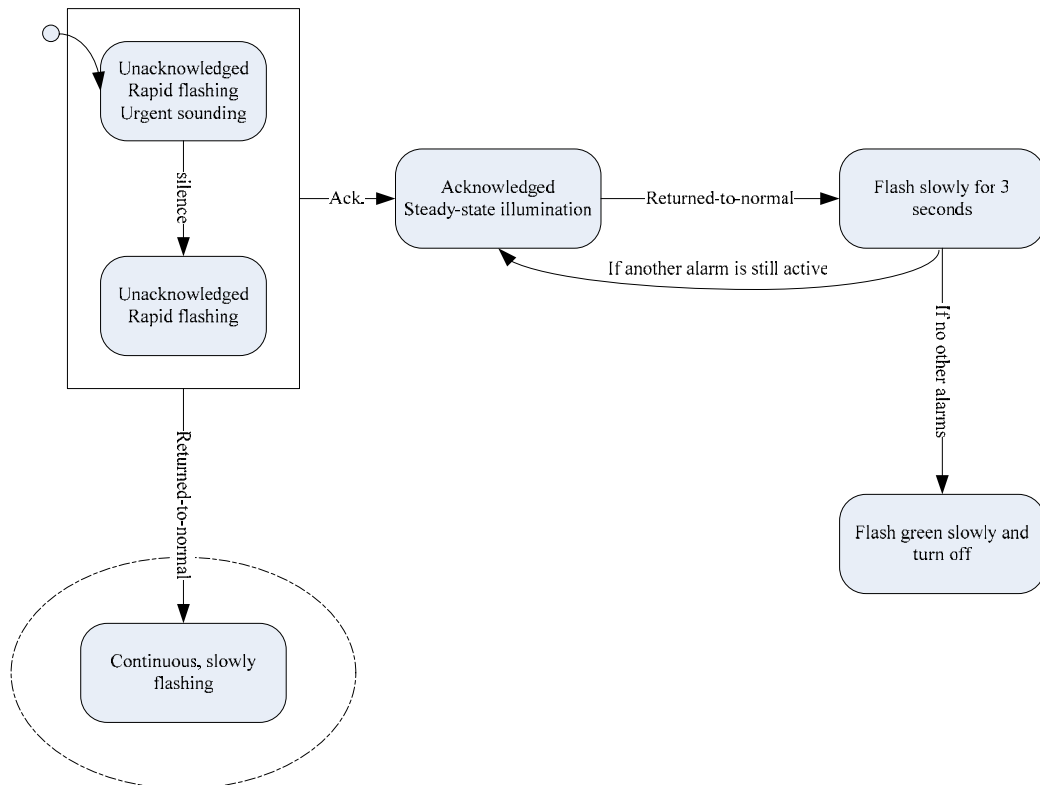 Unacknowledged
Rapid flashing
Urgent sounding
silence
Unacknowledged
Rapid flashing
Ack.
Acknowledged
Steady-state illumination
Returned-to-normal
Flash slowly for 3
seconds
If another alarm is still active
If no other alarms
Flash green slowly and
turn off
Returned-to-normal
Continuous, slowly
flashing